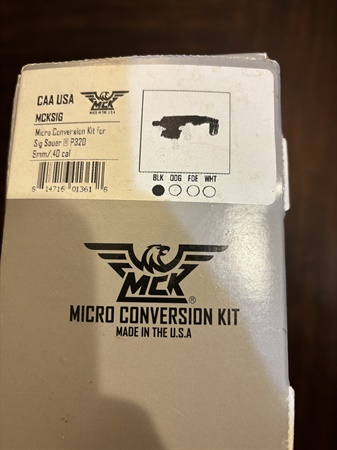 CAA USA
MCK
MADE IN THE U.S.A
MCKSIG
Micro Conversion Kit for
Sig Sauer ® P320
9mm/.40 cal
8 14716 01361 6
BLK ODG FDE WHT
MCK®
MICRO CONVERSION KIT
MADE IN THE U.S.A